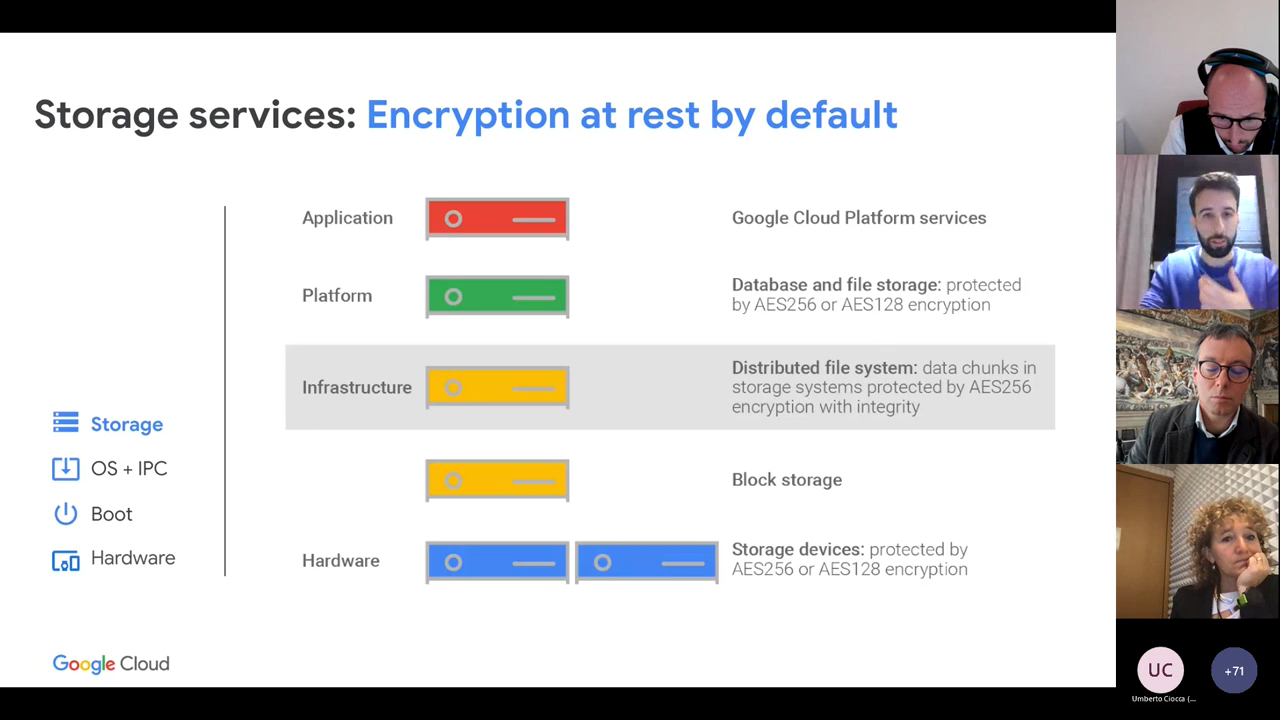 Storage services: Encryption at rest by default
Application
Google Cloud Platform services
Platform
Database and file storage: protected
by AES256 or AES128 encryption
Infrastructure
Distributed file system: data chunks in
storage systems protected by AES256
encryption with integrity
Block storage
Hardware
Storage devices: protected by
AES256 or AES128 encryption
Storage
OS + IPC
Boot
Hardware
Google Cloud
UC
+71
Umberto Ciocca (...